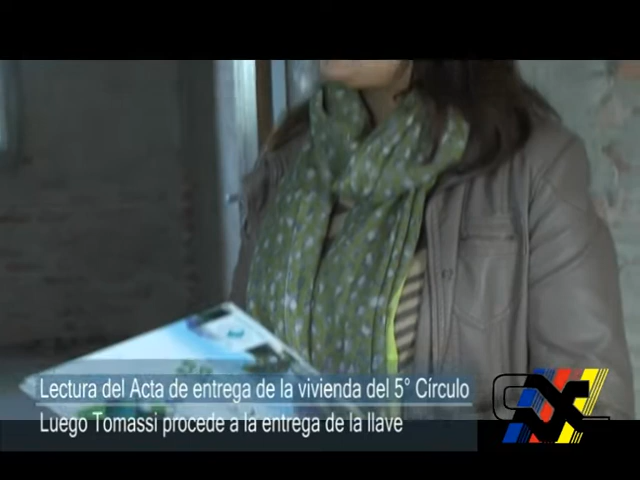 Lectura del Acta de entrega de la vivienda del 5° Círculo
Luego Tomassi procede a la entrega de la llave